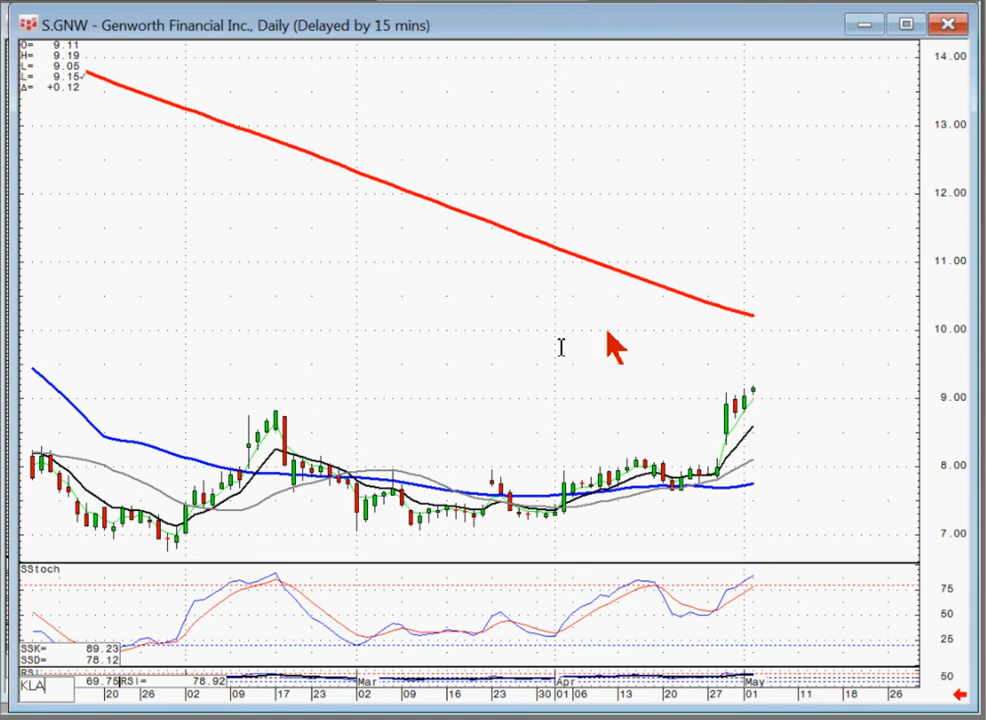 S.GNW - Genworth Financial Inc., Daily (Delayed by 15 mins)
O= 9.11
H= 9.19
L= 9.05
L= 9.15
Δ= +0.12
14.00
13.00
12.00
11.00
10.00
9.00
8.00
7.00
SStoch
75
50
25
SSK= 89.23
SSD= 78.12
RSI
KLA
69.75 RSI= 78.92
50
20 26 02 09 17 23 Mar 02 09 16 23 30 Apr 01 06 13 20 27 May 01 11 18 26